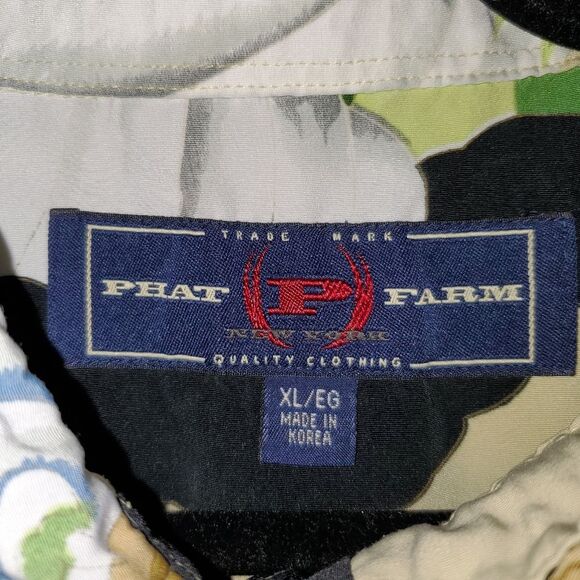 TRADE MARK
PHAT P FARM
NEW YORK
QUALITY CLOTHING
XL/EG
MADE IN
KOREA